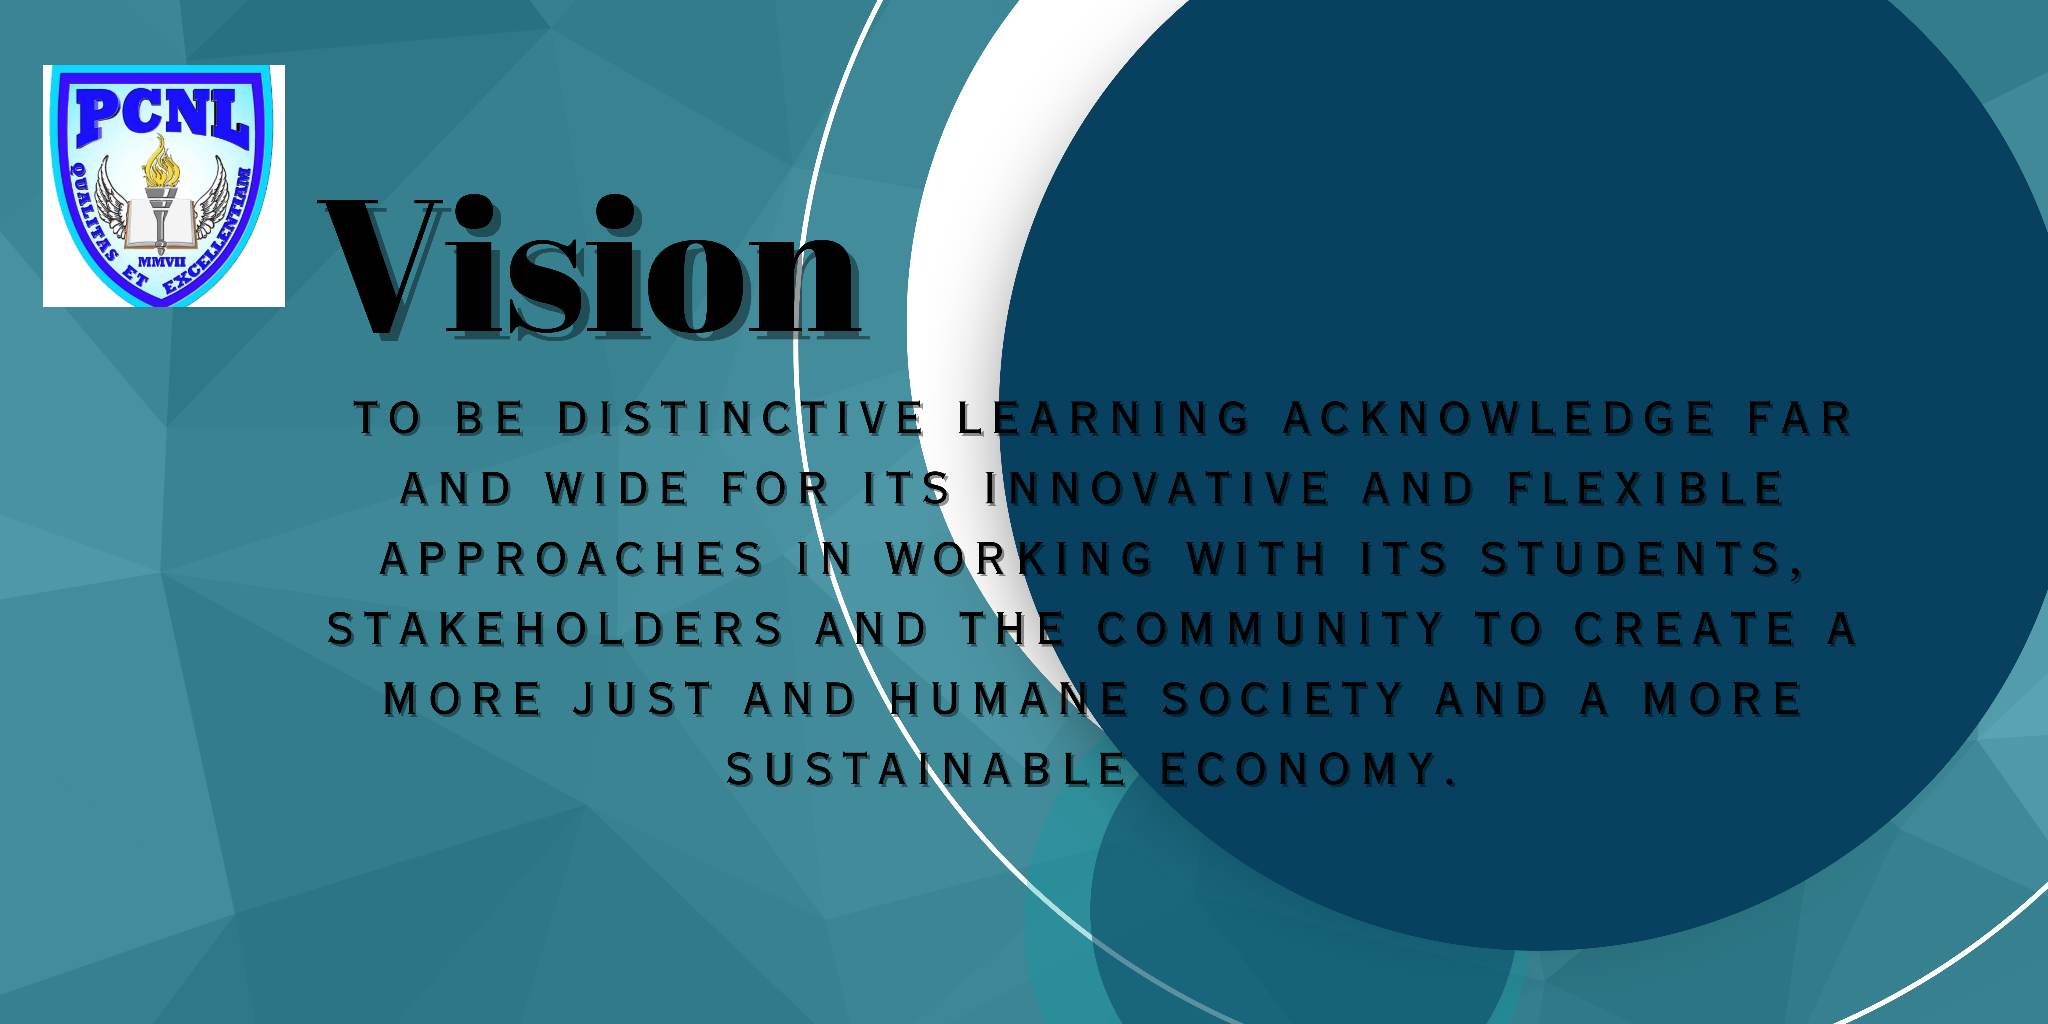 PCNL
QUALITAS ET EXCELLENTIAM
MMVII
Vision
TO BE DISTINCTIVE LEARNING ACKNOWLEDGE FAR
AND WIDE FOR ITS INNOVATIVE AND FLEXIBLE
APPROACHES IN WORKING WITH ITS STUDENTS,
STAKEHOLDERS AND THE COMMUNITY TO CREATE A
MORE JUST AND HUMANE SOCIETY AND A MORE
SUSTAINABLE ECONOMY.